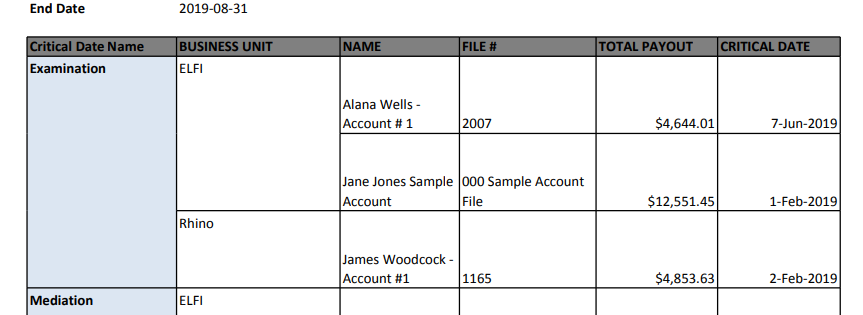 End Date 2019-08-31
Critical Date Name BUSINESS UNIT NAME FILE # TOTAL PAYOUT CRITICAL DATE
Examination ELFI
Alana Wells -
Account # 1 2007 $4,644.01 7-Jun-2019
Jane Jones Sample 000 Sample Account
Account File $12,551.45 1-Feb-2019
Rhino
James Woodcock -
Account #1 1165 $4,853.63 2-Feb-2019
Mediation ELFI